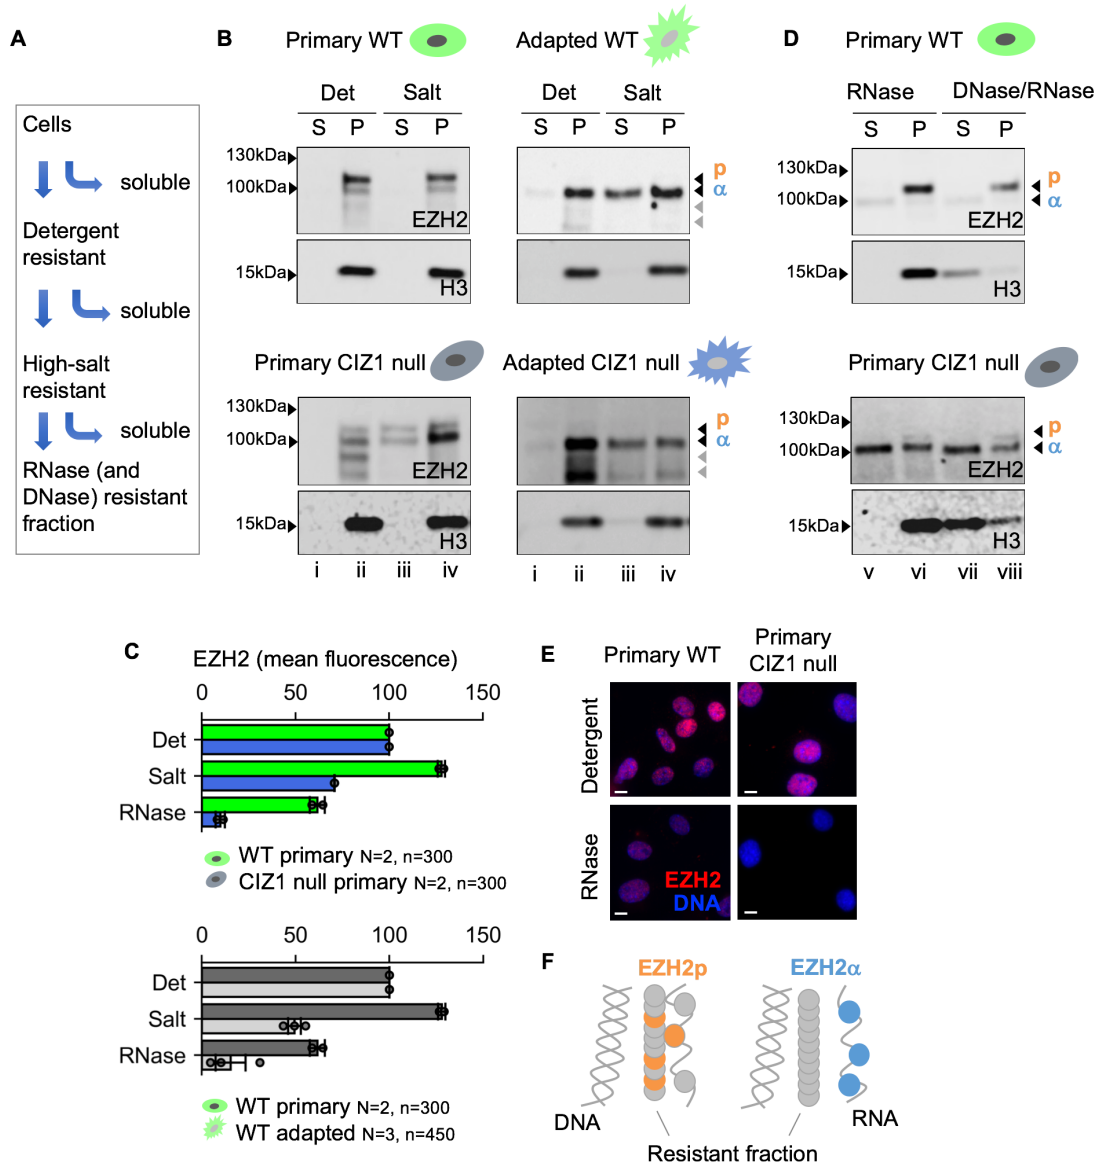 A
Cells
soluble
Detergent
resistant
soluble
High-salt
resistant
soluble
RNase (and
DNase) resistant
fraction
B
Primary WT
Det Salt
S P S P
130kDa
100kDa
EZH2
15kDa
H3
Adapted WT
Det Salt
S P S P
p
α
Primary CIZ1 null
130kDa
100kDa
EZH2
15kDa
H3
i ii iii iv
Adapted CIZ1 null
p
α
i ii iii iv
D
Primary WT
RNase DNase/RNase
S P S P
130kDa
100kDa
EZH2
p
α
15kDa
H3
Primary CIZ1 null
130kDa
100kDa
EZH2
p
α
15kDa
H3
v vi vii viii
C
EZH2 (mean fluorescence)
0 50 100 150
Det
Salt
RNase
WT primary N=2, n=300
CIZ1 null primary N=2, n=300
0 50 100 150
Det
Salt
RNase
WT primary N=2, n=300
WT adapted N=3, n=450
E
Primary WT
Primary
CIZ1 null
Detergent
RNase
EZH2
DNA
F
EZH2p
EZH2α
DNA
RNA
Resistant fraction